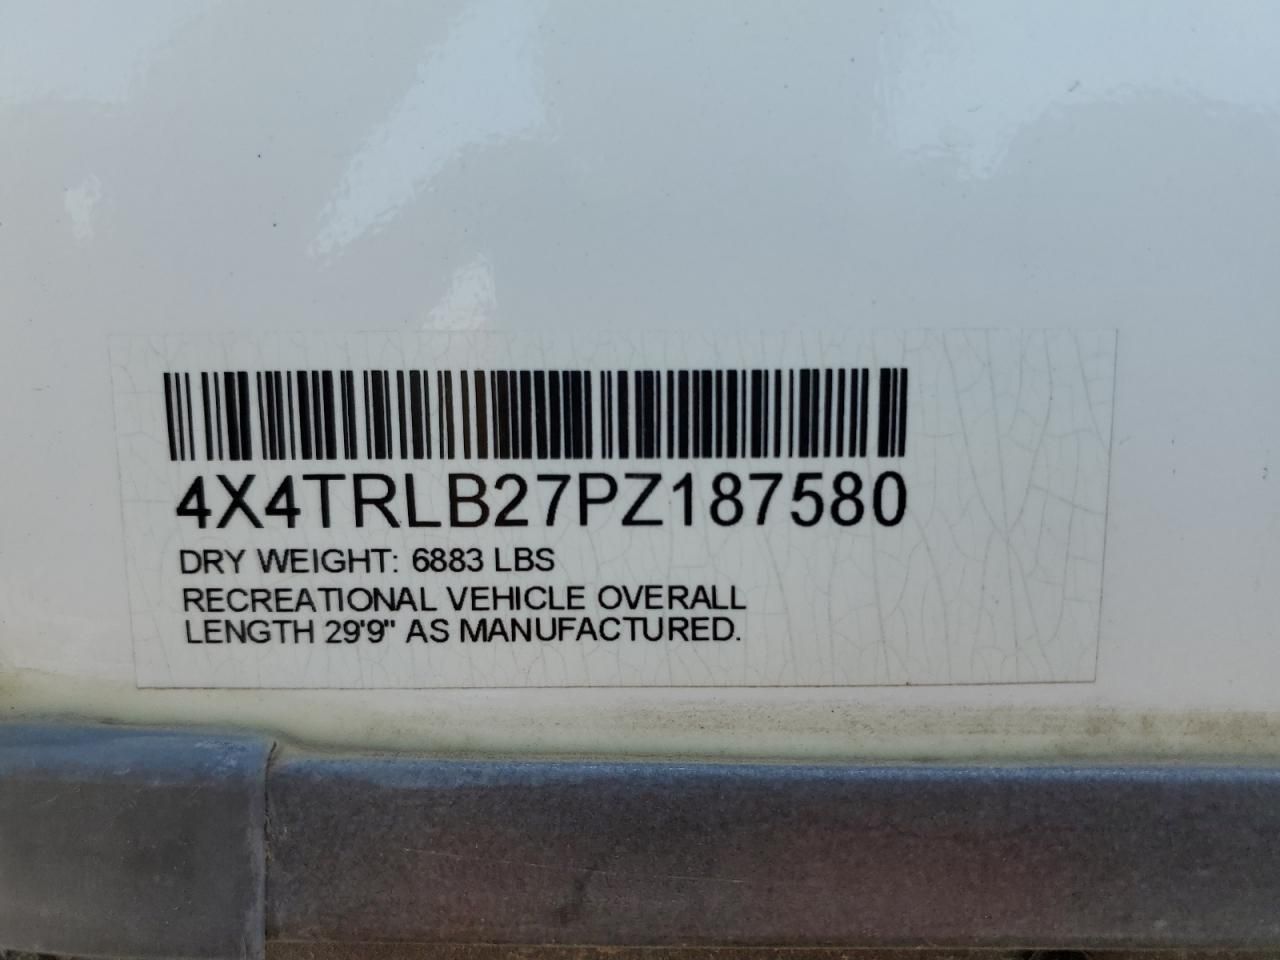 4X4TRLB27PZ187580
DRY WEIGHT: 6883 LBS
RECREATIONAL VEHICLE OVERALL
LENGTH 29'9" AS MANUFACTURED.